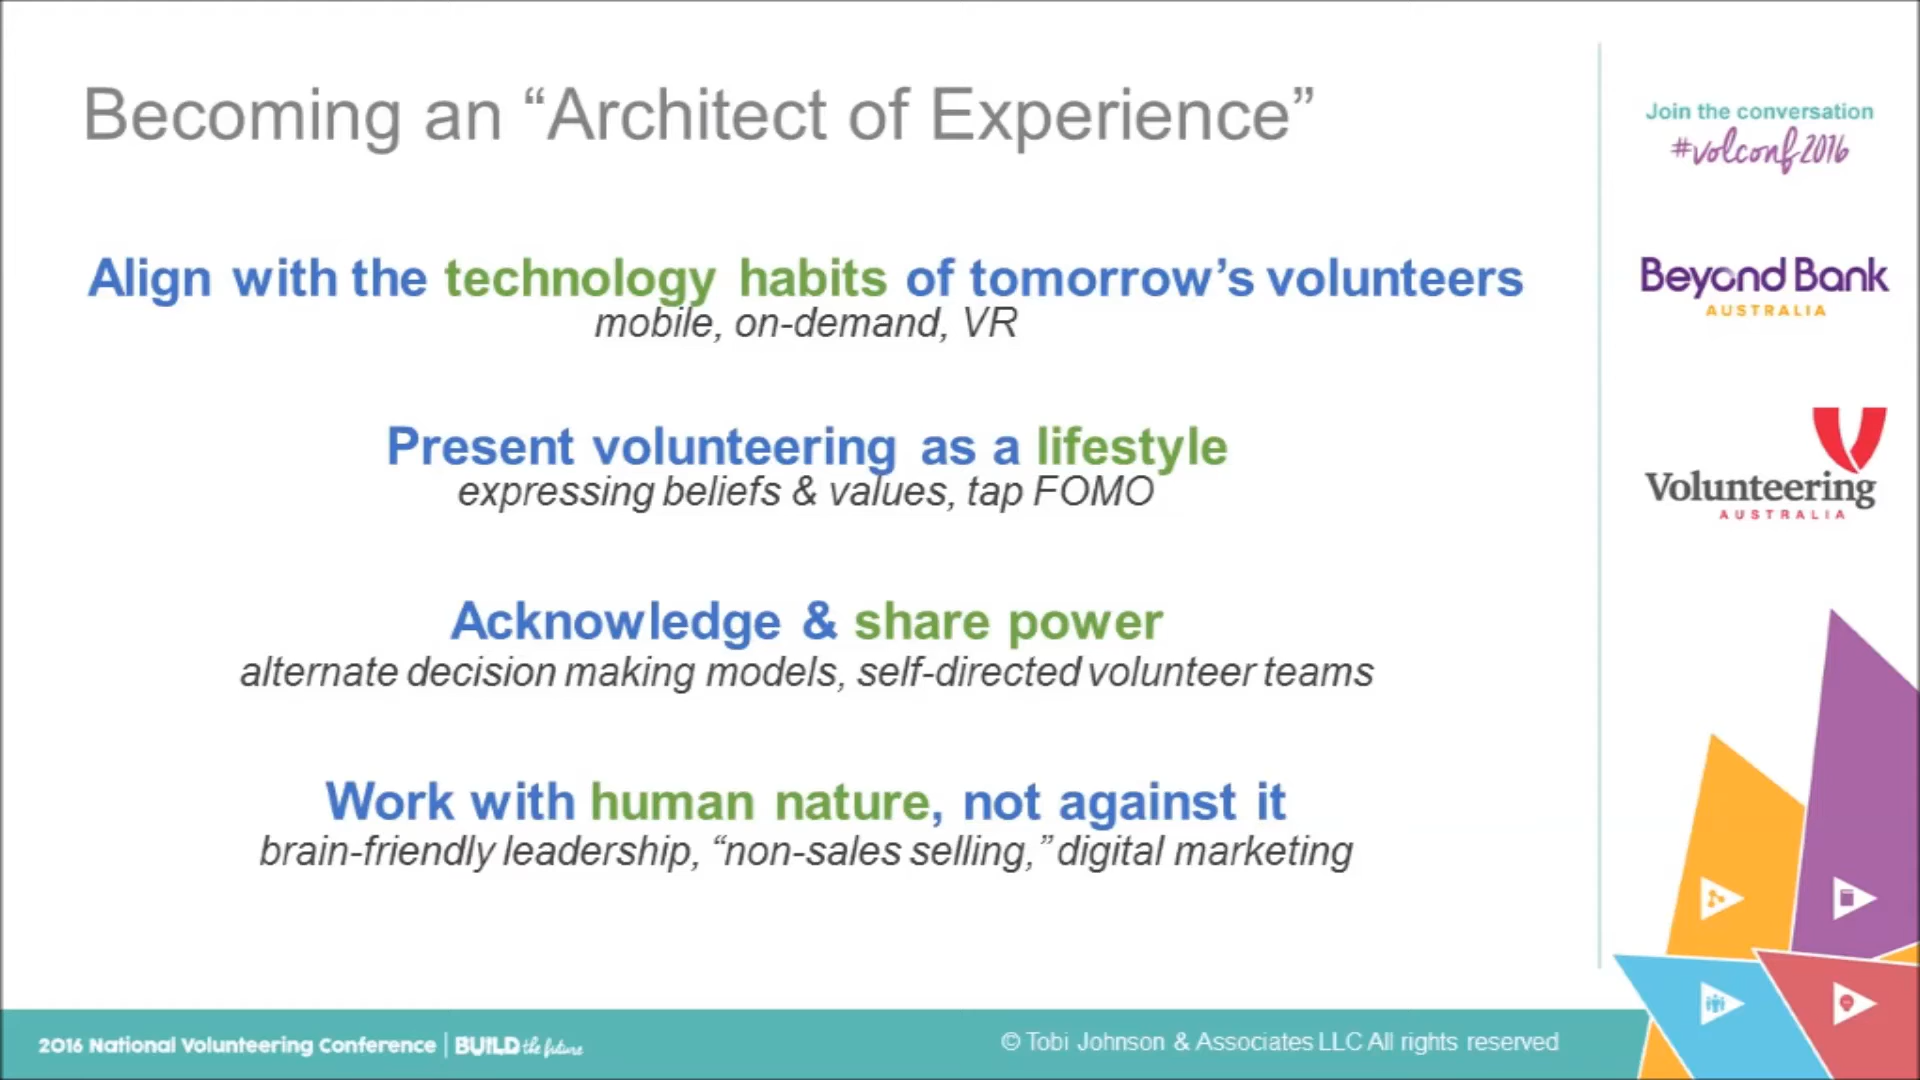 Becoming an “Architect of Experience”
Align with the technology habits of tomorrow’s volunteers
mobile, on-demand, VR
Present volunteering as a lifestyle
expressing beliefs & values, tap FOMO
Acknowledge & share power
alternate decision making models, self-directed volunteer teams
Work with human nature, not against it
brain-friendly leadership, “non-sales selling,” digital marketing
Join the conversation
#volconf2016
Beyond Bank
AUSTRALIA
Volunteering
AUSTRALIA
2016 National Volunteering Conference | BUILD the future
© Tobi Johnson & Associates LLC All rights reserved